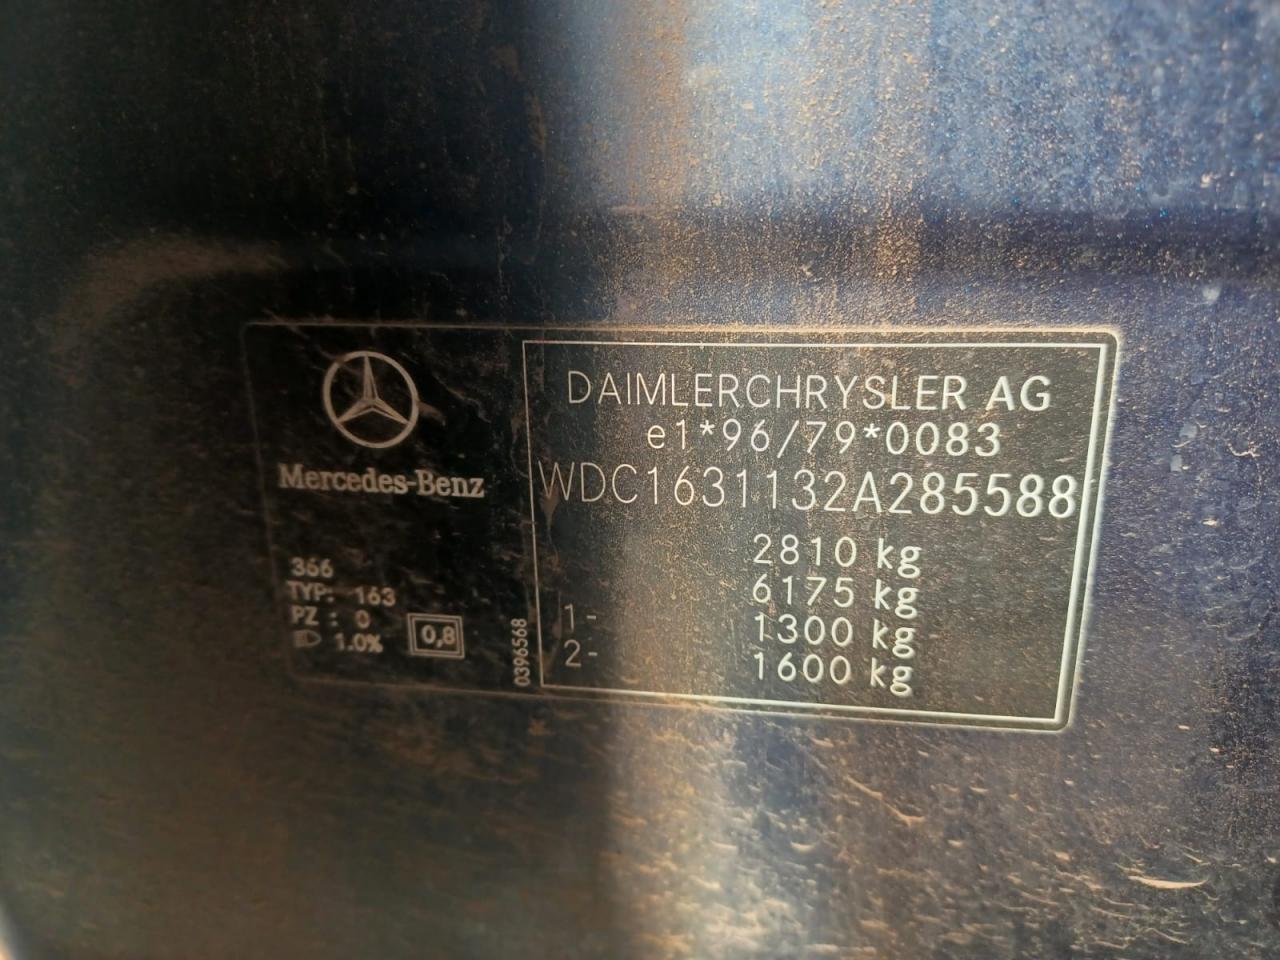 Mercedes-Benz
366
TYP: 163
PZ : 0
1.0%
0,8
0396568
DAIMLERCHRYSLER AG
e1*96/79*0083
WDC1631132A285588
2810 kg
6175 kg
1- 1300 kg
2- 1600 kg